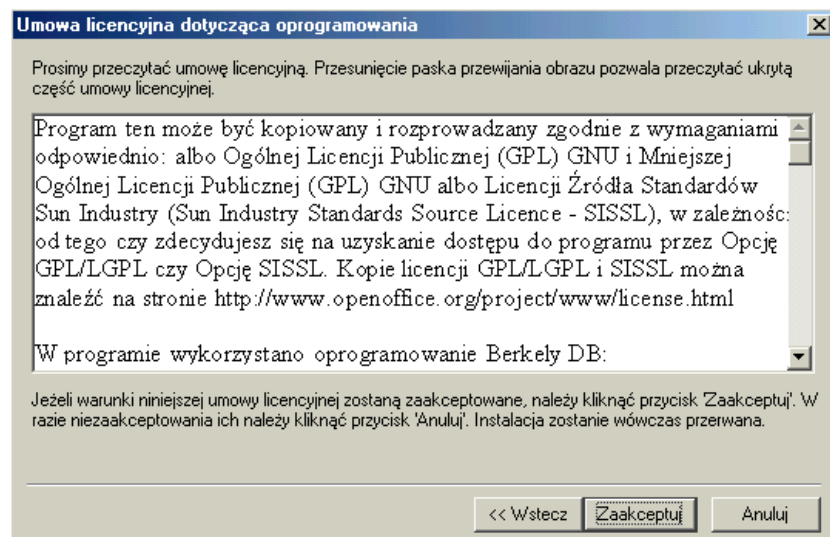 Umowa licencyjna dotycząca oprogramowania
Prosimy przeczytać umowę licencyjną. Przesunięcie paska przewijania obrazu pozwala przeczytać ukrytą
część umowy licencyjnej.
Program ten może być kopiowany i rozprowadzany zgodnie z wymaganiami
odpowiednio: albo Ogólnej Licencji Publicznej (GPL) GNU i Mniejszej
Ogólnej Licencji Publicznej (GPL) GNU albo Licencji Źródła Standardów
Sun Industry (Sun Industry Standards Source Licence - SISSL), w zależnośc
od tego czy zdecydujesz się na uzyskanie dostępu do programu przez Opcję
GPL/LGPL czy Opcję SISSL. Kopie licencji GPL/LGPL i SISSL można
znaleźć na stronie http://www.openoffice.org/project/www/license.html
W programie wykorzystano oprogramowanie Berkely DB:
Jeżeli warunki niniejszej umowy licencyjnej zostaną zaakceptowane, należy kliknąć przycisk 'Zaakceptuj'. W
razie niezaakceptowania ich należy kliknąć przycisk 'Anuluj'. Instalacja zostanie wówczas przerwana.
<< Wstecz Zaakceptuj Anuluj